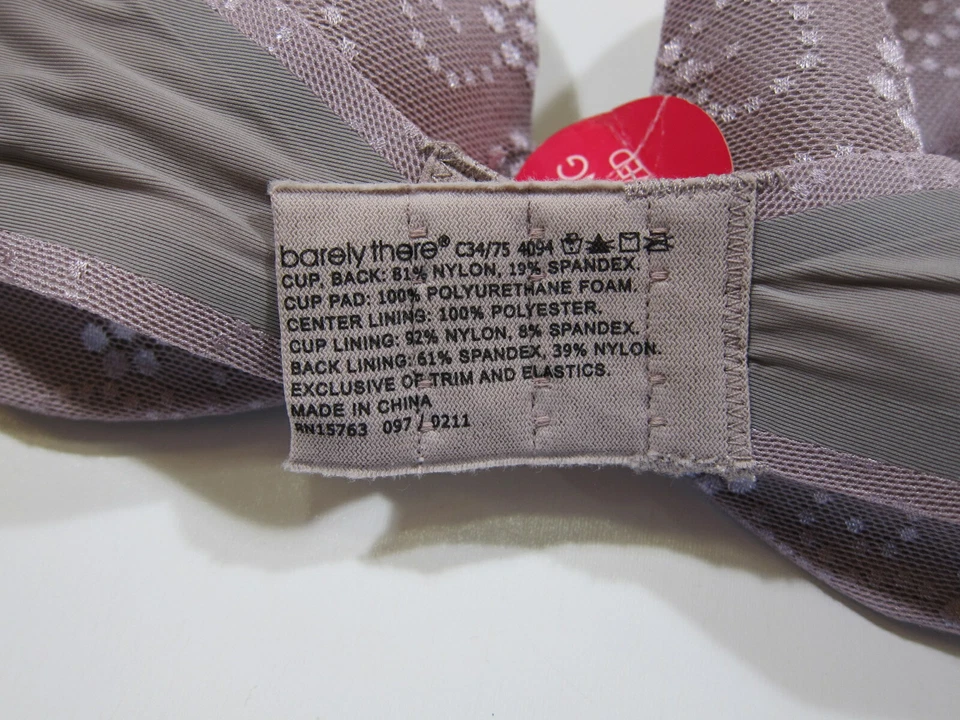 barely there® C34/75 4094
CUP, BACK: 81% NYLON, 19% SPANDEX.
CUP PAD: 100% POLYURETHANE FOAM.
CENTER LINING: 100% POLYESTER.
CUP LINING: 92% NYLON, 8% SPANDEX.
BACK LINING: 61% SPANDEX, 39% NYLON.
EXCLUSIVE OF TRIM AND ELASTICS.
MADE IN CHINA
RN15763 097 / 0211